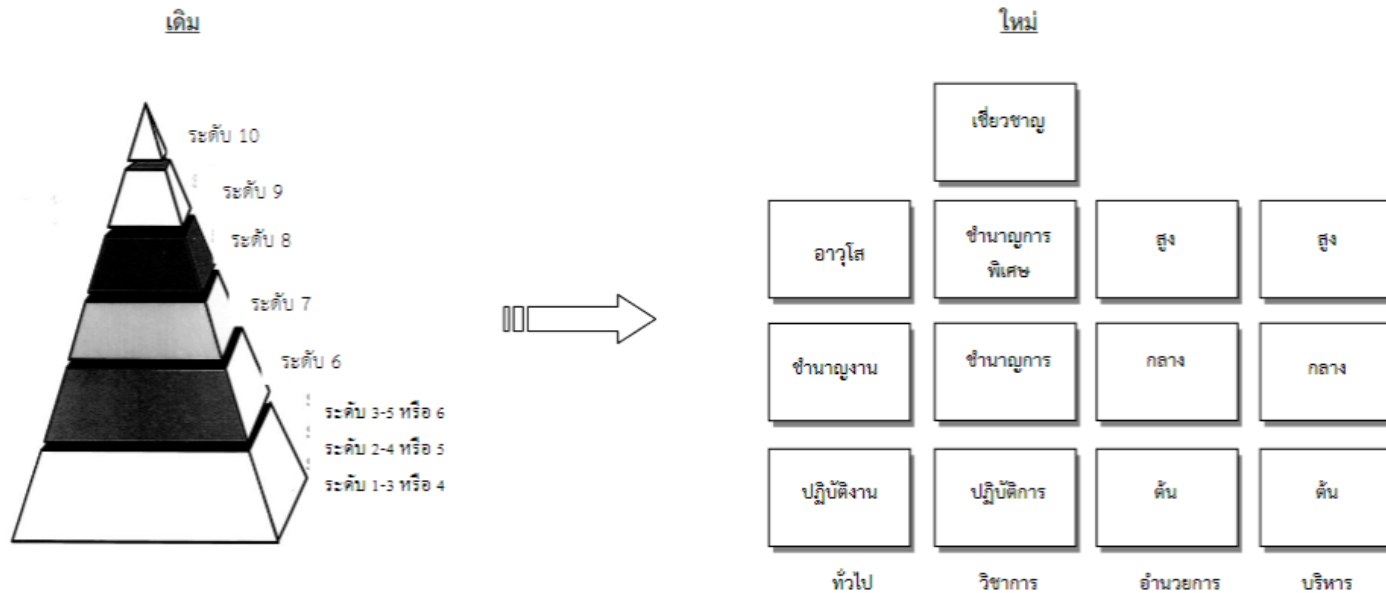 เดิม
ระดับ 10
ระดับ 9
ระดับ 8
ระดับ 7
ระดับ 6
ระดับ 3-5 หรือ 6
ระดับ 2-4 หรือ 5
ระดับ 1-3 หรือ 4
ใหม่
เชี่ยวชาญ
อาวุโส
ชำนาญการ
พิเศษ
สูง
สูง
ชำนาญงาน
ชำนาญการ
กลาง
กลาง
ปฏิบัติงาน
ปฏิบัติการ
ต้น
ต้น
ทั่วไป
วิชาการ
อำนวยการ
บริหาร